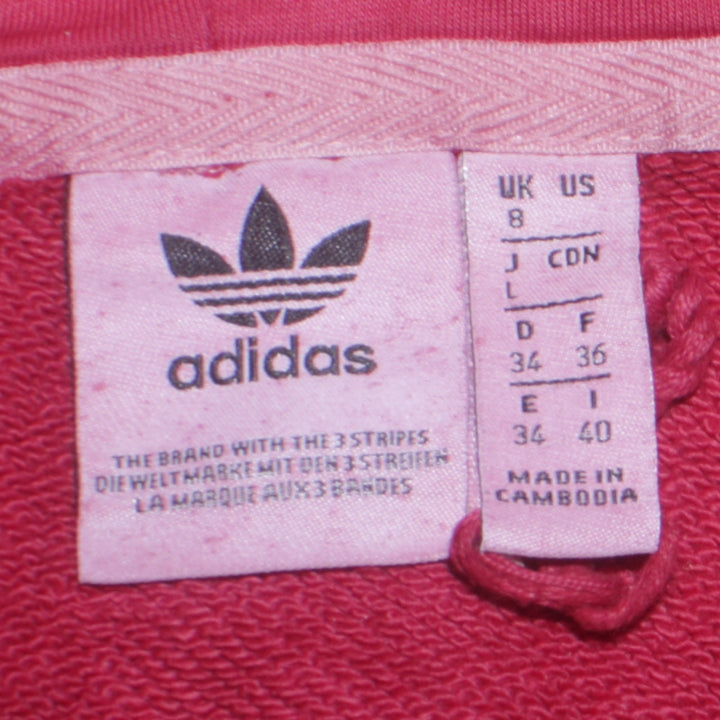 adidas
THE BRAND WITH THE 3 STRIPES
DIE WELTMARKE MIT DEN 3 STREIFEN
LA MARQUE AUX 3 BANDES
UK US
8
J CDN
L
D F
34 36
E I
34 40
MADE IN
CAMBODIA